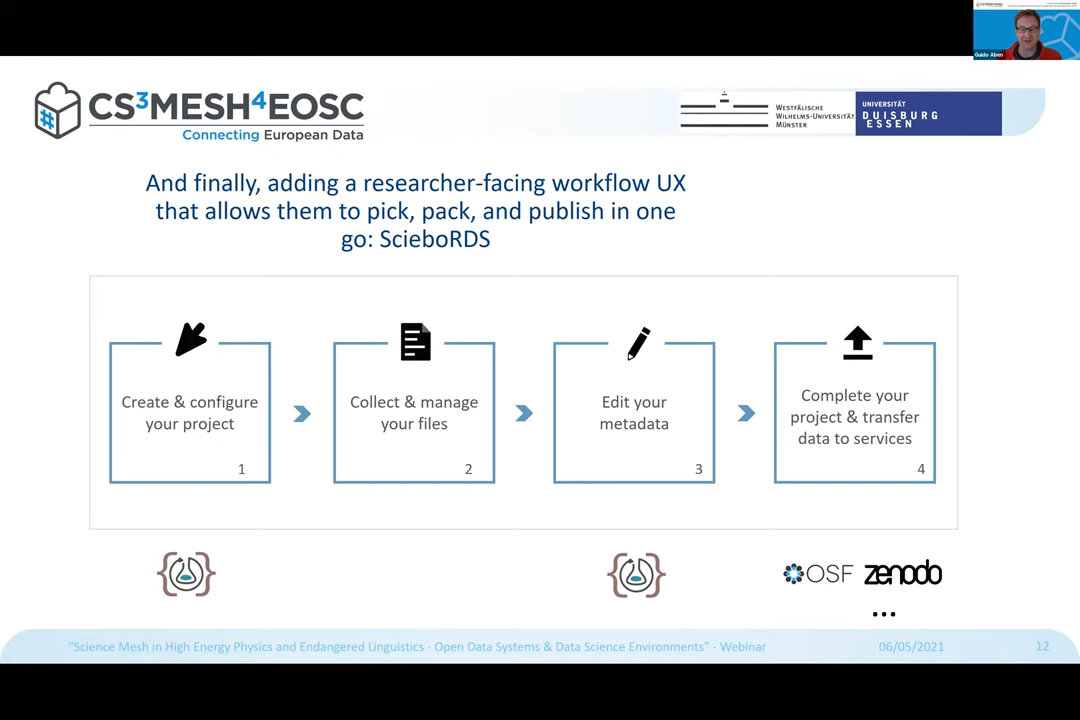 Guido Aben
CS3MESH4EOSC
Connecting European Data
WESTFÄLISCHE
WILHELMS-UNIVERSITÄT
MÜNSTER
UNIVERSITÄT
DUISBURG
ESSEN
And finally, adding a researcher-facing workflow UX
that allows them to pick, pack, and publish in one
go: ScieboRDS
Create & configure
your project
1
Collect & manage
your files
2
Edit your
metadata
3
Complete your
project & transfer
data to services
4
OSF zenodo
...
"Science Mesh in High Energy Physics and Endangered Linguistics - Open Data Systems & Data Science Environments" - Webinar 06/05/2021 12